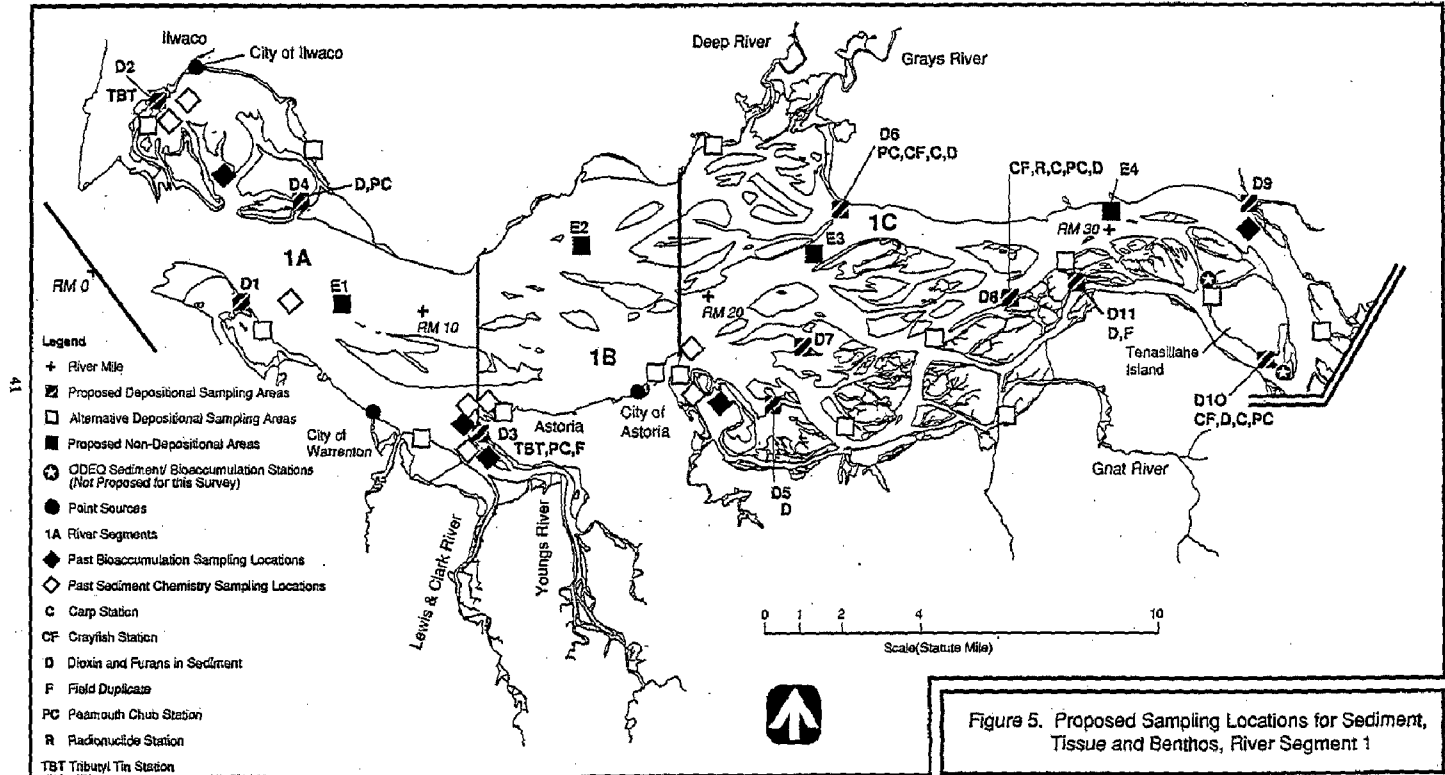 Ilwaco
City of Ilwaco
D2
TBT
D4
D,PC
Deep River
Grays River
D6
PC,CF,C,D
CF,R,C,PC,D
E4
D9
RM 30
1A
E2
1C
E3
RM 0
D1
E1
RM 10
1B
RM 20
D7
D8
D11
D,F
Tenasillahe
Island
D10
CF,D,C,PC
City of
Warrenton
Astoria
D3
TBT,PC,F
City of
Astoria
D5
D
Gnat River
Lewis & Clark River
Youngs River
Legend
River Mile
Proposed Depositional Sampling Areas
Alternative Depositional Sampling Areas
Proposed Non-Depositional Areas
ODEQ Sediment/ Bioaccumulation Stations
(Not Proposed for this Survey)
Point Sources
1A River Segments
Past Bioaccumulation Sampling Locations
Past Sediment Chemistry Sampling Locations
C Carp Station
CF Crayfish Station
D Dioxin and Furans in Sediment
F Field Duplicate
PC Peamouth Chub Station
R Radionuclide Station
TBT Tributyl Tin Station
0 1 2 4 10
Scale(Statute Mile)
Figure 5. Proposed Sampling Locations for Sediment,
Tissue and Benthos, River Segment 1
41